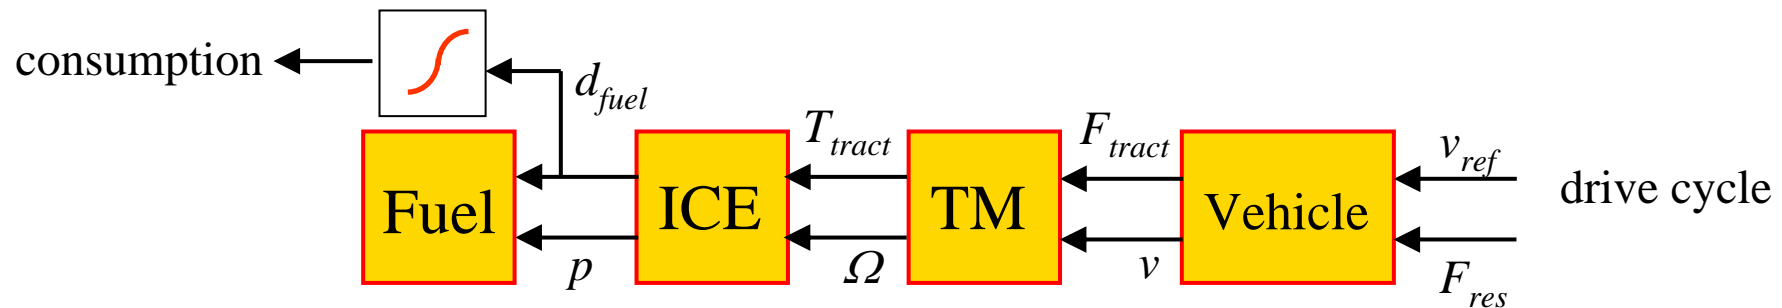 consumption
d_fuel
T_tract
F_tract
v_ref
Fuel
ICE
TM
Vehicle
drive cycle
p
Ω
v
F_res